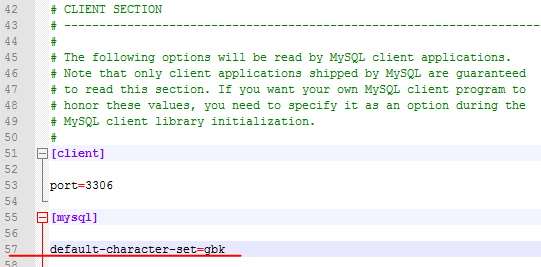 42 # CLIENT SECTION
43 # ----------------------------------------------------------------------
44 #
45 # The following options will be read by MySQL client applications.
46 # Note that only client applications shipped by MySQL are guaranteed
47 # to read this section. If you want your own MySQL client program to
48 # honor these values, you need to specify it as an option during the
49 # MySQL client library initialization.
50 #
51 [client]
52
53 port=3306
54
55 [mysql]
56
57 default-character-set=gbk
58